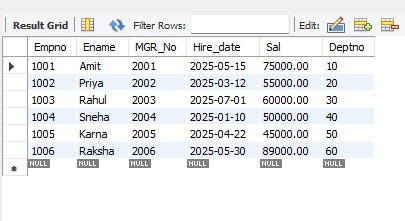 Result Grid Filter Rows: Edit:
Empno Ename MGR_No Hire_date Sal Deptno
1001 Amit 2001 2025-05-15 75000.00 10
1002 Priya 2002 2025-03-12 55000.00 20
1003 Rahul 2003 2025-07-01 60000.00 30
1004 Sneha 2004 2025-01-10 50000.00 40
1005 Karna 2005 2025-04-22 45000.00 50
1006 Raksha 2006 2025-05-30 89000.00 60
NULL NULL NULL NULL NULL NULL